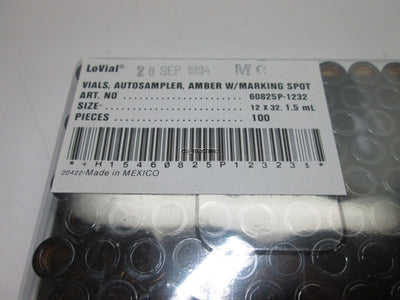 LoVial® 28 SEP 1994
VIALS, AUTOSAMPLER, AMBER W/MARKING SPOT
ART. NO ........................ 60825P-1232
SIZE ............................ 12 X 32, 1.5 mL
PIECES ........................ 100
*+H15460825P12323s*
20422 Made in MEXICO